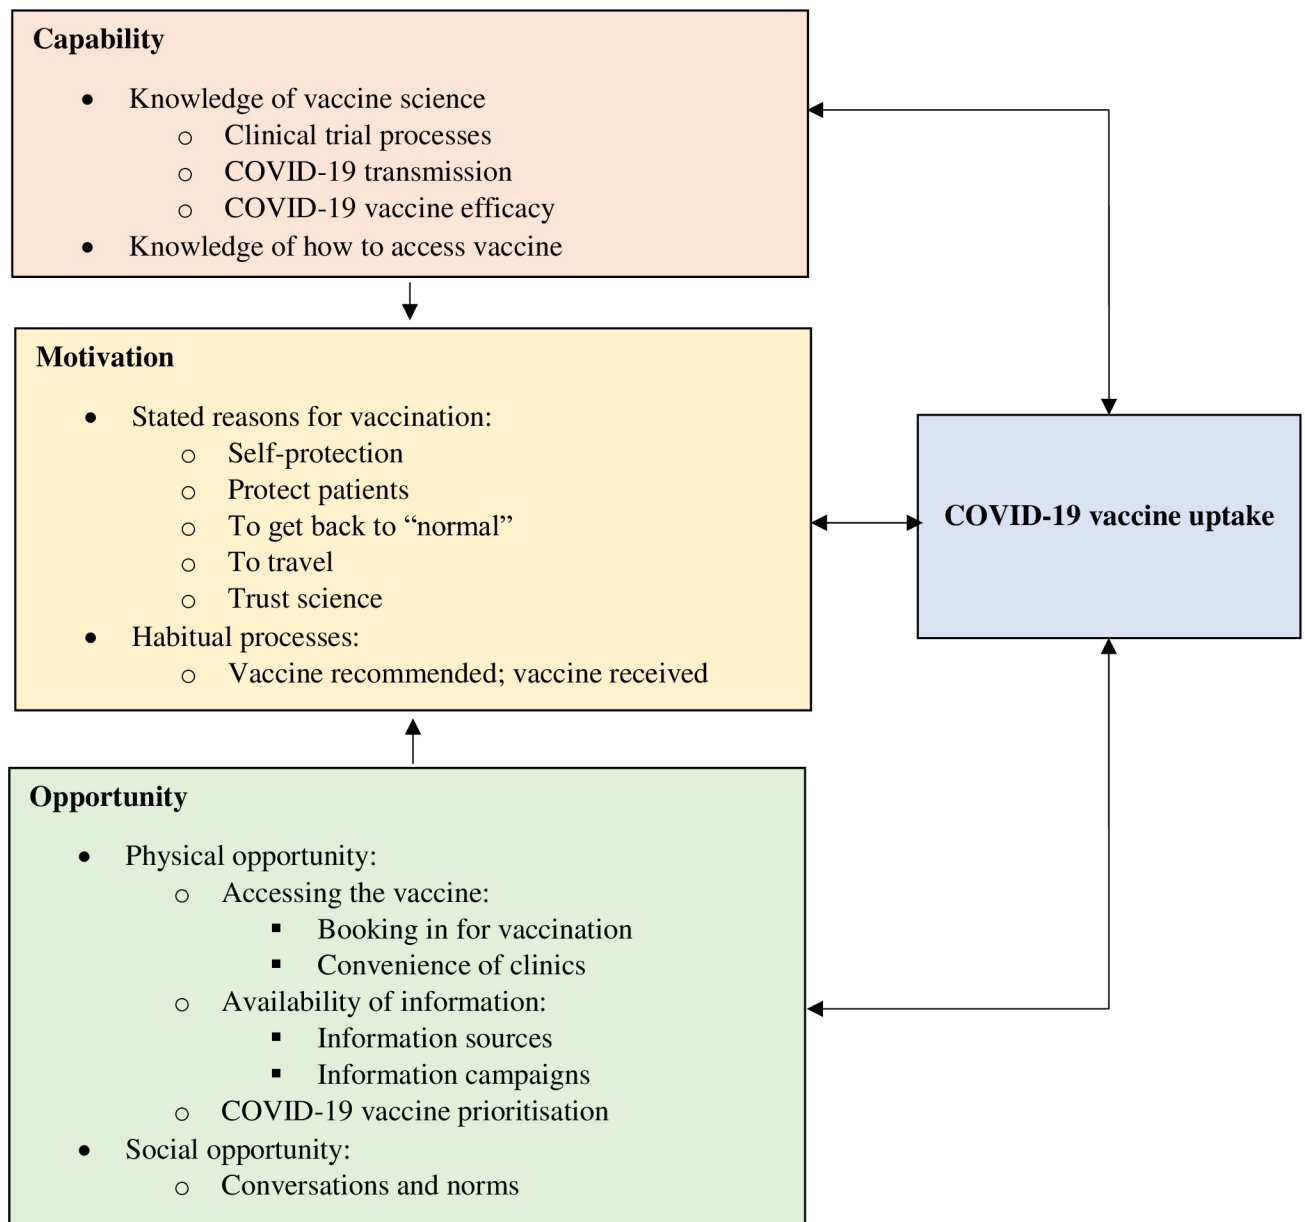 Capability
• Knowledge of vaccine science
o Clinical trial processes
o COVID-19 transmission
o COVID-19 vaccine efficacy
• Knowledge of how to access vaccine
Motivation
• Stated reasons for vaccination:
o Self-protection
o Protect patients
o To get back to “normal”
o To travel
o Trust science
• Habitual processes:
o Vaccine recommended; vaccine received
COVID-19 vaccine uptake
Opportunity
• Physical opportunity:
o Accessing the vaccine:
▪ Booking in for vaccination
▪ Convenience of clinics
o Availability of information:
▪ Information sources
▪ Information campaigns
o COVID-19 vaccine prioritisation
• Social opportunity:
o Conversations and norms